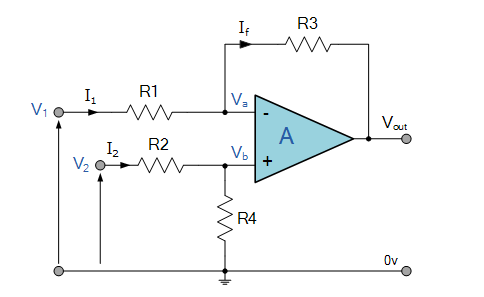 If
R3
I1
R1
Va
V1
-
A
Vout
I2
R2
Vb
V2
+
R4
0v